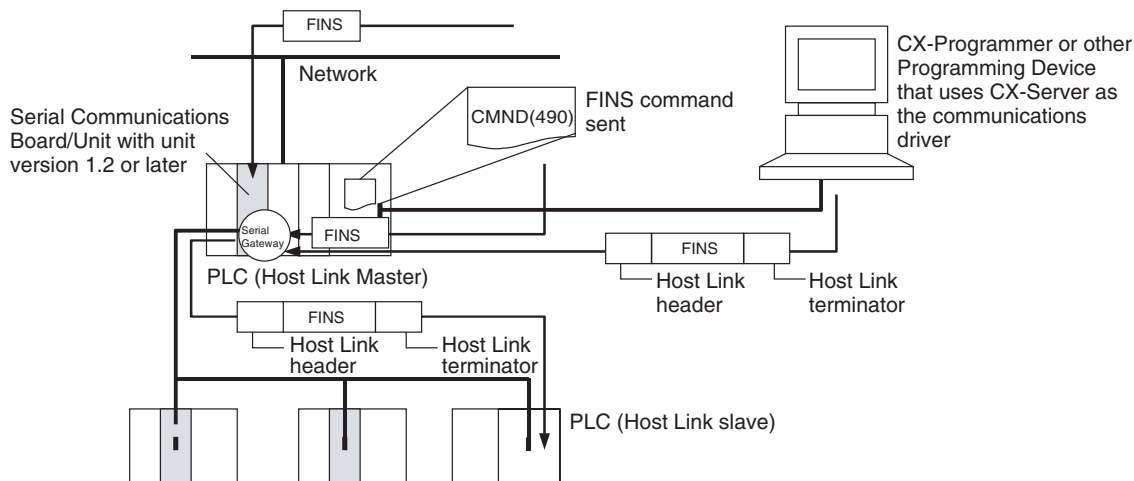 FINS
Network
CX-Programmer or other
Programming Device
that uses CX-Server as
the communications
driver
Serial Communications
Board/Unit with unit
version 1.2 or later
CMND(490)
FINS command
sent
Serial
Gateway
FINS
PLC (Host Link Master)
FINS
Host Link
header
Host Link
terminator
FINS
Host Link
header
Host Link
terminator
PLC (Host Link slave)